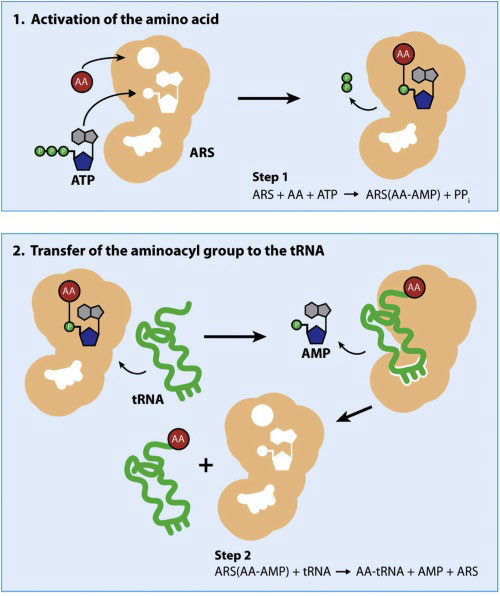 1. Activation of the amino acid
AA
AA
P
P
P P P
P
ATP
ARS
Step 1
ARS + AA + ATP → ARS(AA-AMP) + PPi
2. Transfer of the aminoacyl group to the tRNA
AA
AA
P
P
AMP
tRNA
AA
+
Step 2
ARS(AA-AMP) + tRNA → AA-tRNA + AMP + ARS